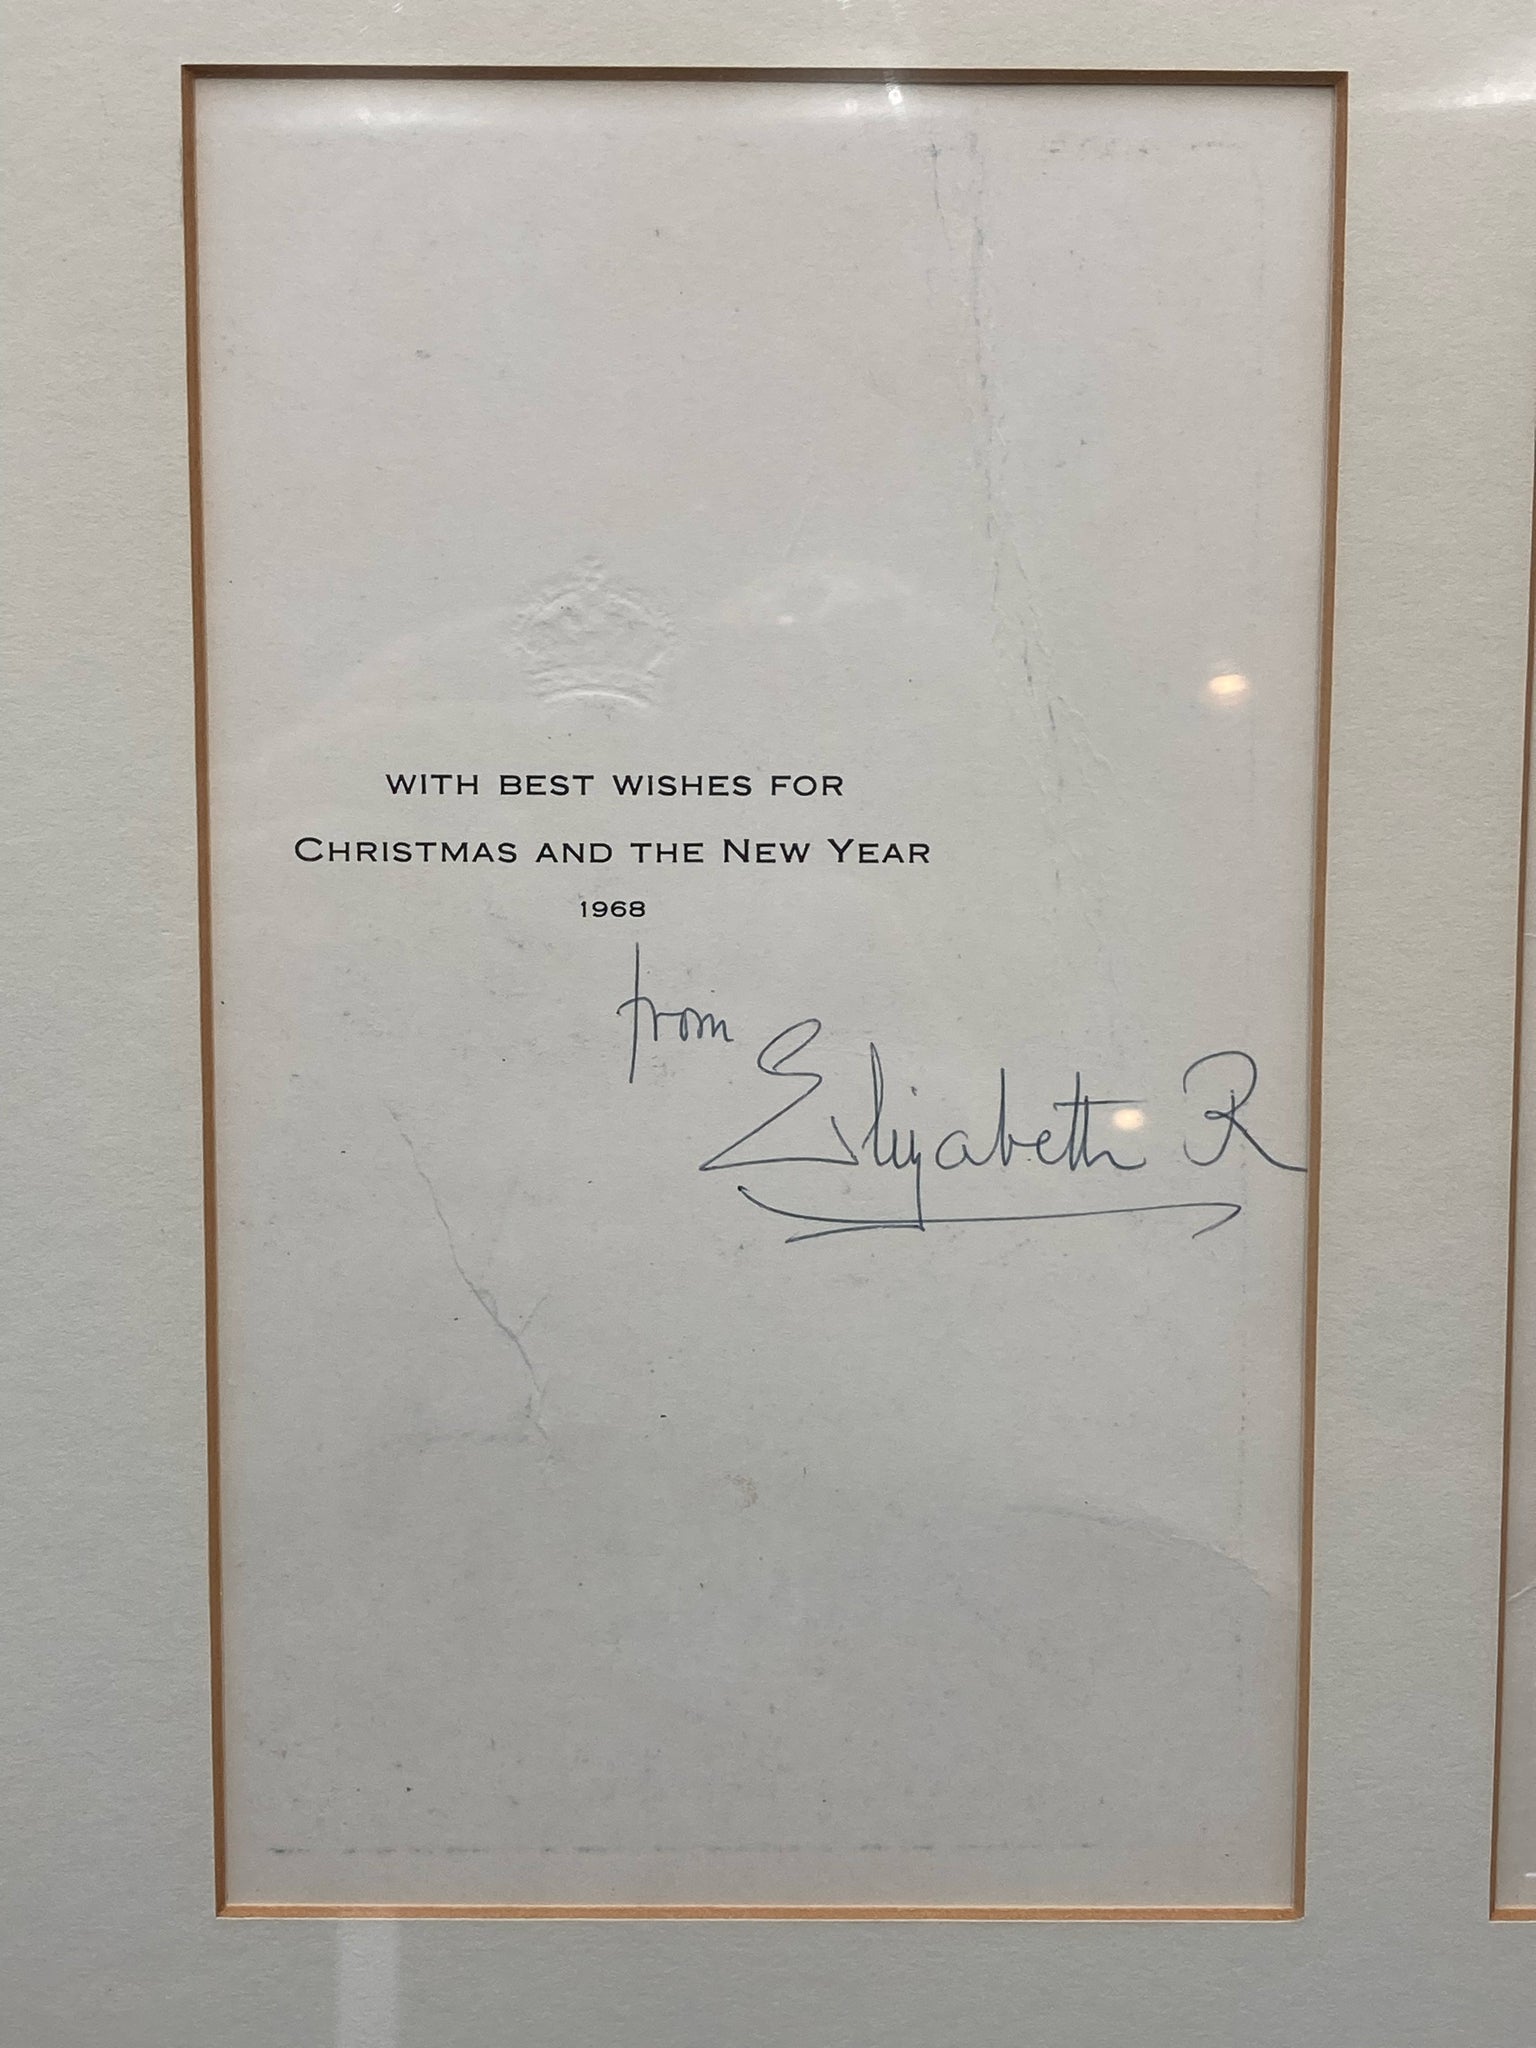 WITH BEST WISHES FOR
CHRISTMAS AND THE NEW YEAR
1968
from
Elizabeth R